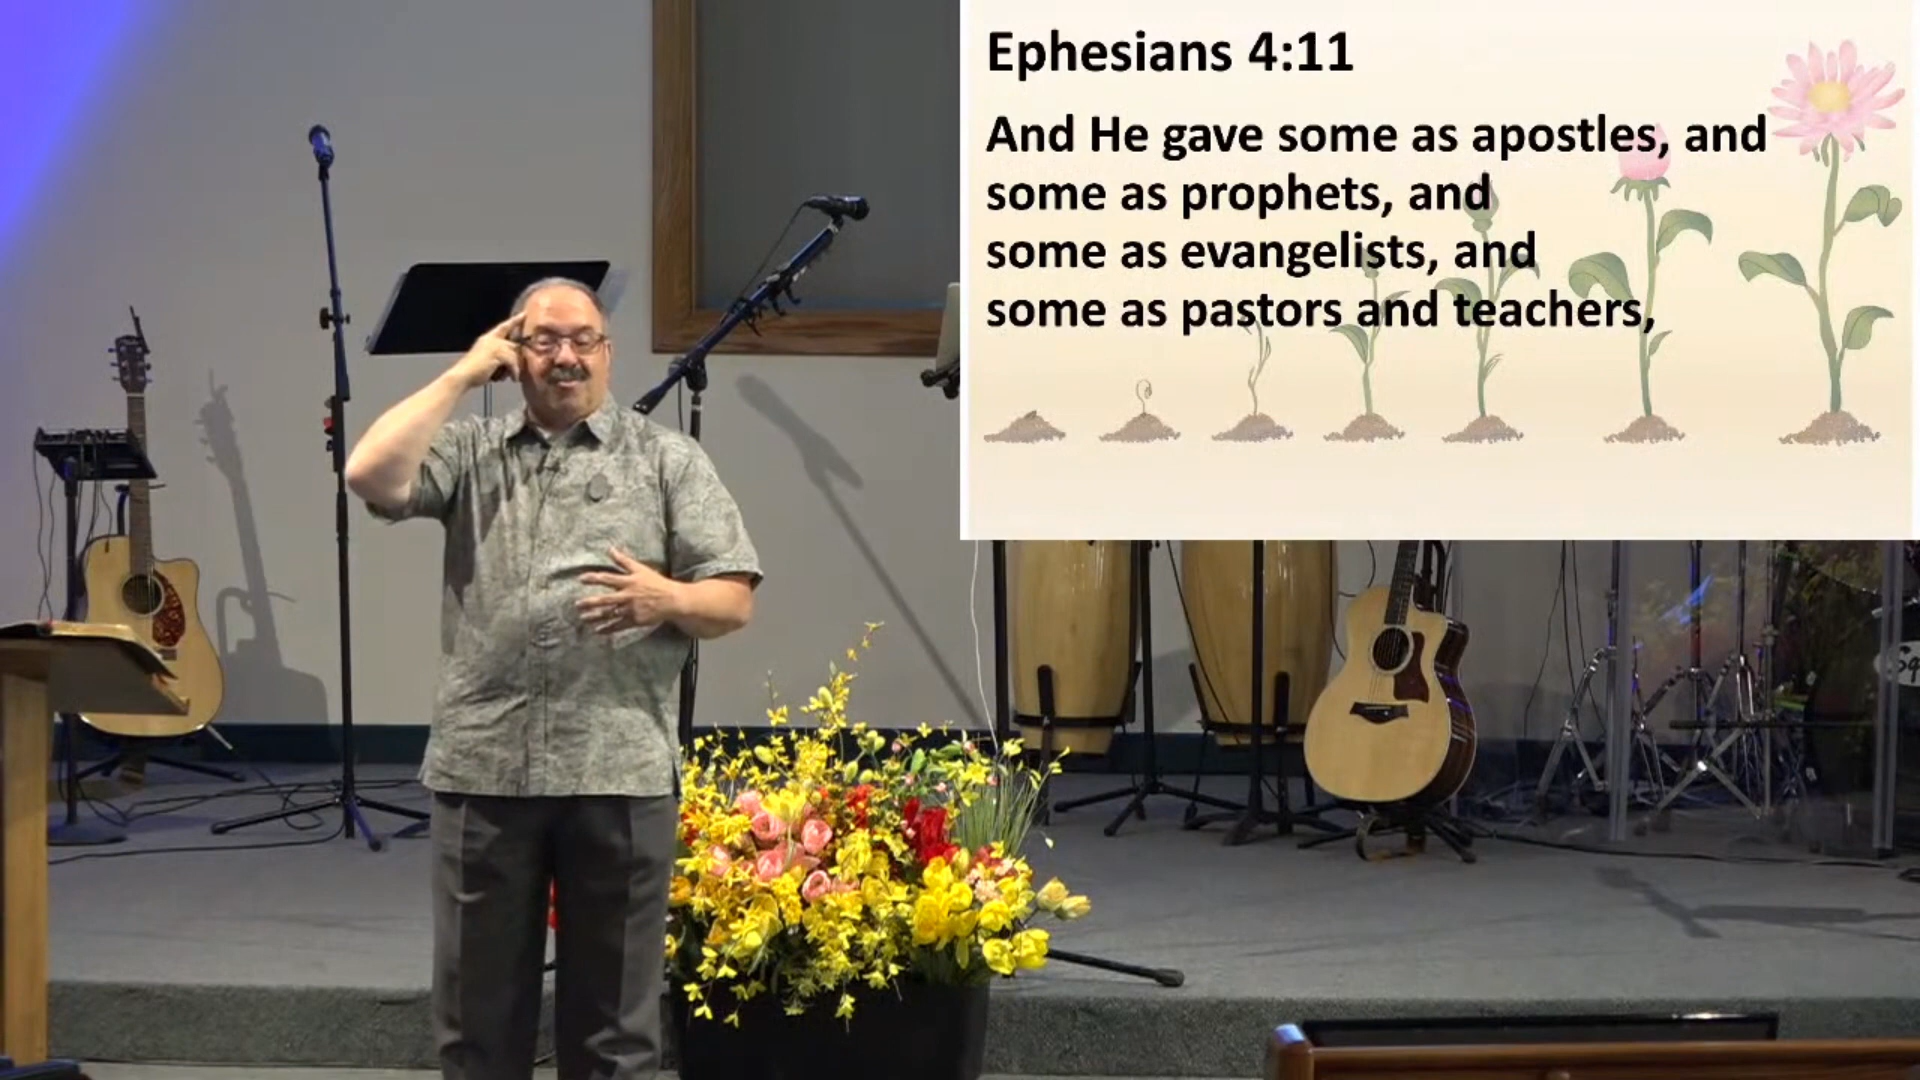 Ephesians 4:11
And He gave some as apostles, and
some as prophets, and
some as evangelists, and
some as pastors and teachers,